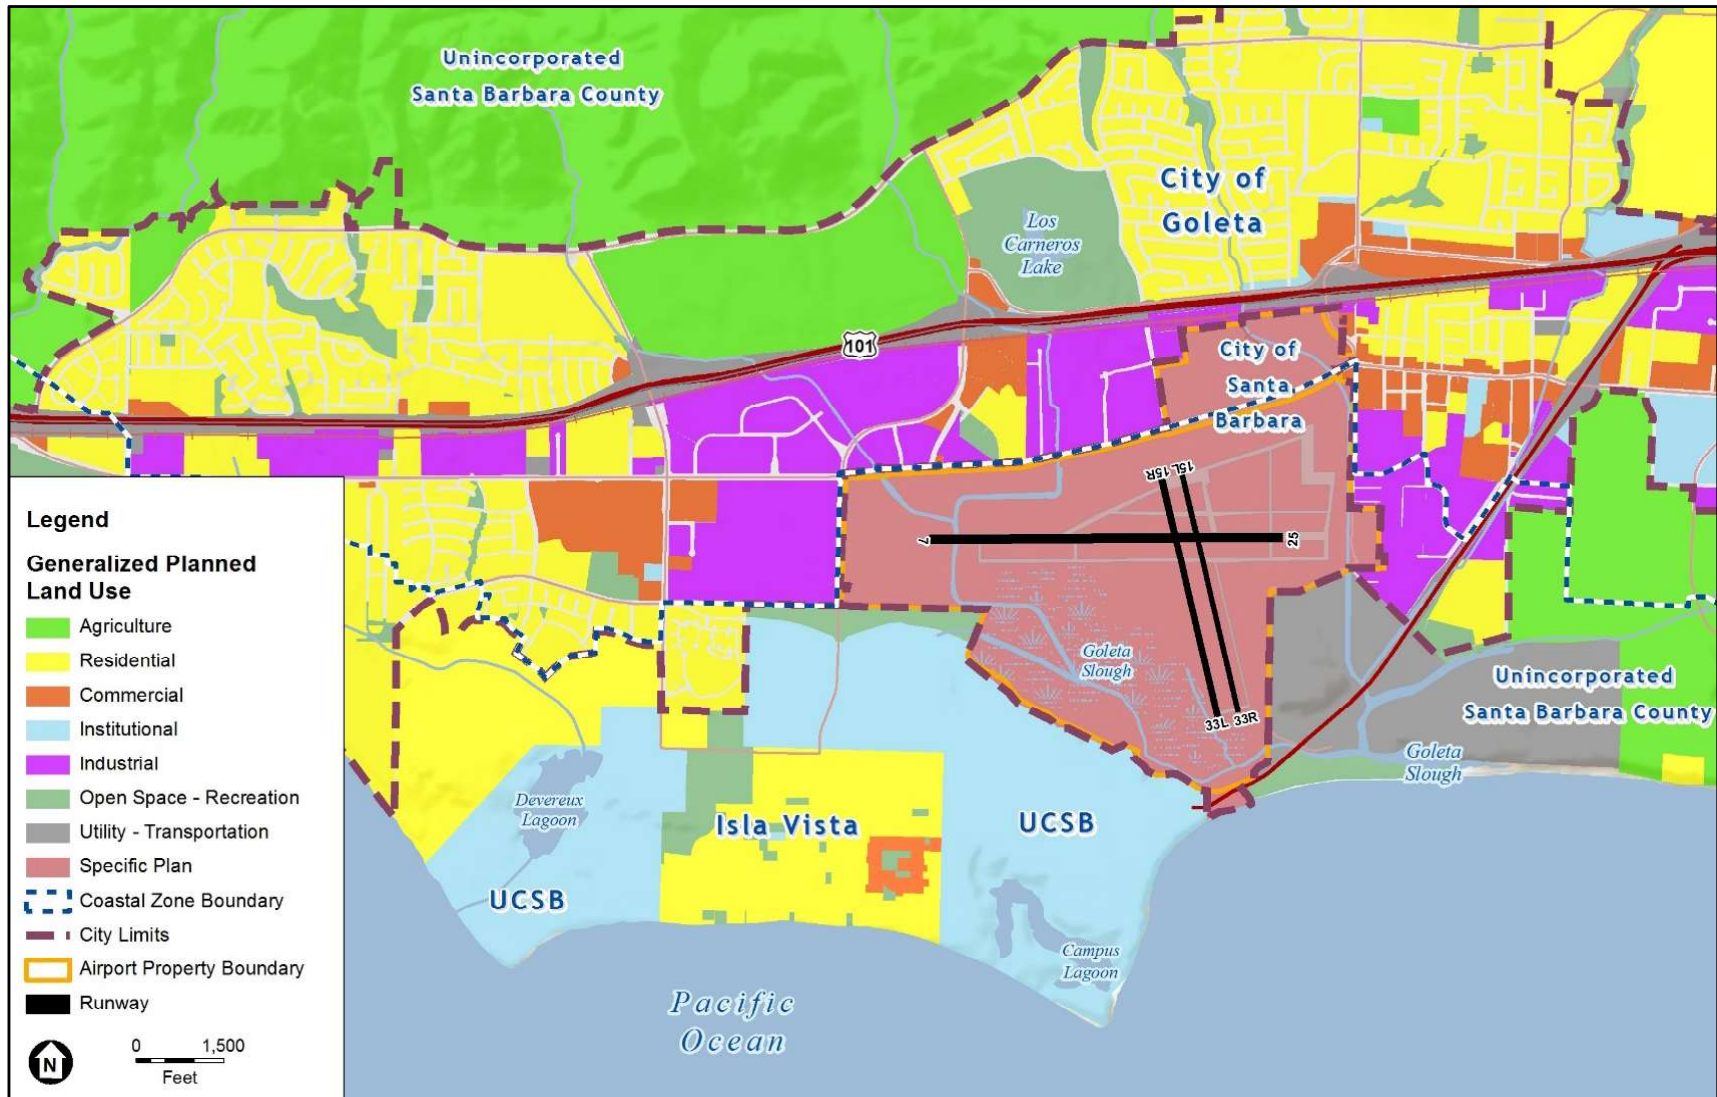 Unincorporated
Santa Barbara County
City of
Goleta
Los
Carneros
Lake
101
City of
Santa
Barbara
15R
15L
7
25
Goleta
Slough
33L
33R
Unincorporated
Santa Barbara County
Goleta
Slough
Devereux
Lagoon
Isla Vista
UCSB
UCSB
Campus
Lagoon
Pacific
Ocean
Legend
Generalized Planned
Land Use
Agriculture
Residential
Commercial
Institutional
Industrial
Open Space - Recreation
Utility - Transportation
Specific Plan
Coastal Zone Boundary
City Limits
Airport Property Boundary
Runway
N
0 1,500
Feet